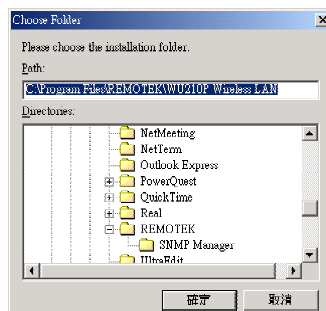 Choose Folder
Please choose the installation folder.
Path:
C:\Program Files\REMOTEK\WU210P Wireless LAN
Directories:
NetMeeting
NetTerm
Outlook Express
PowerQuest
QuickTime
Real
REMOTEK
SNMP Manager
UltraEdit
確定
取消